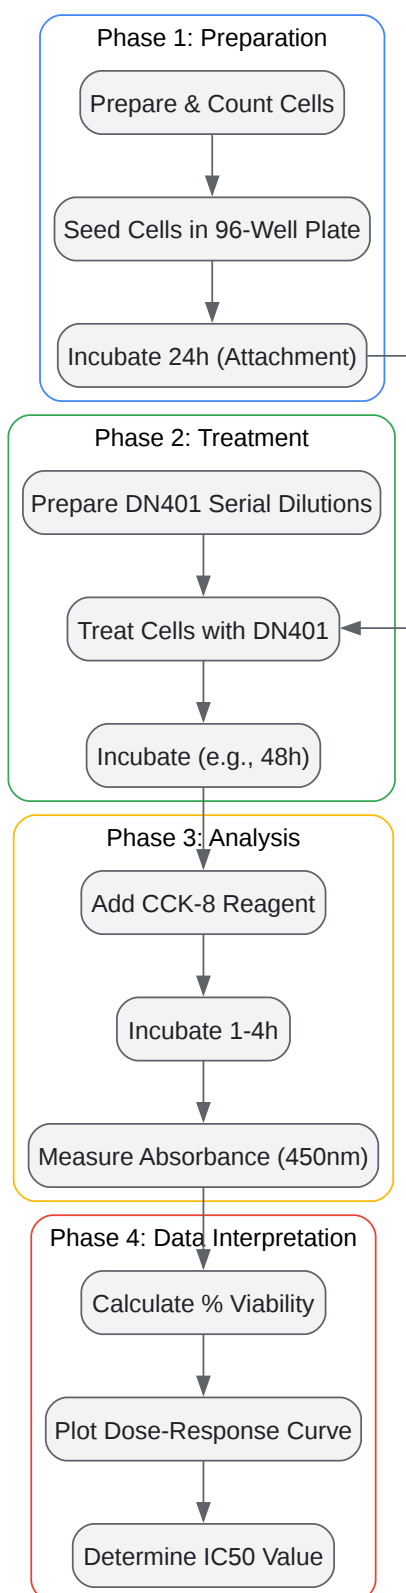 Phase 1: Preparation
Prepare & Count Cells
Seed Cells in 96-Well Plate
Incubate 24h (Attachment)
Phase 2: Treatment
Prepare DN401 Serial Dilutions
Treat Cells with DN401
Incubate (e.g., 48h)
Phase 3: Analysis
Add CCK-8 Reagent
Incubate 1-4h
Measure Absorbance (450nm)
Phase 4: Data Interpretation
Calculate % Viability
Plot Dose-Response Curve
Determine IC50 Value